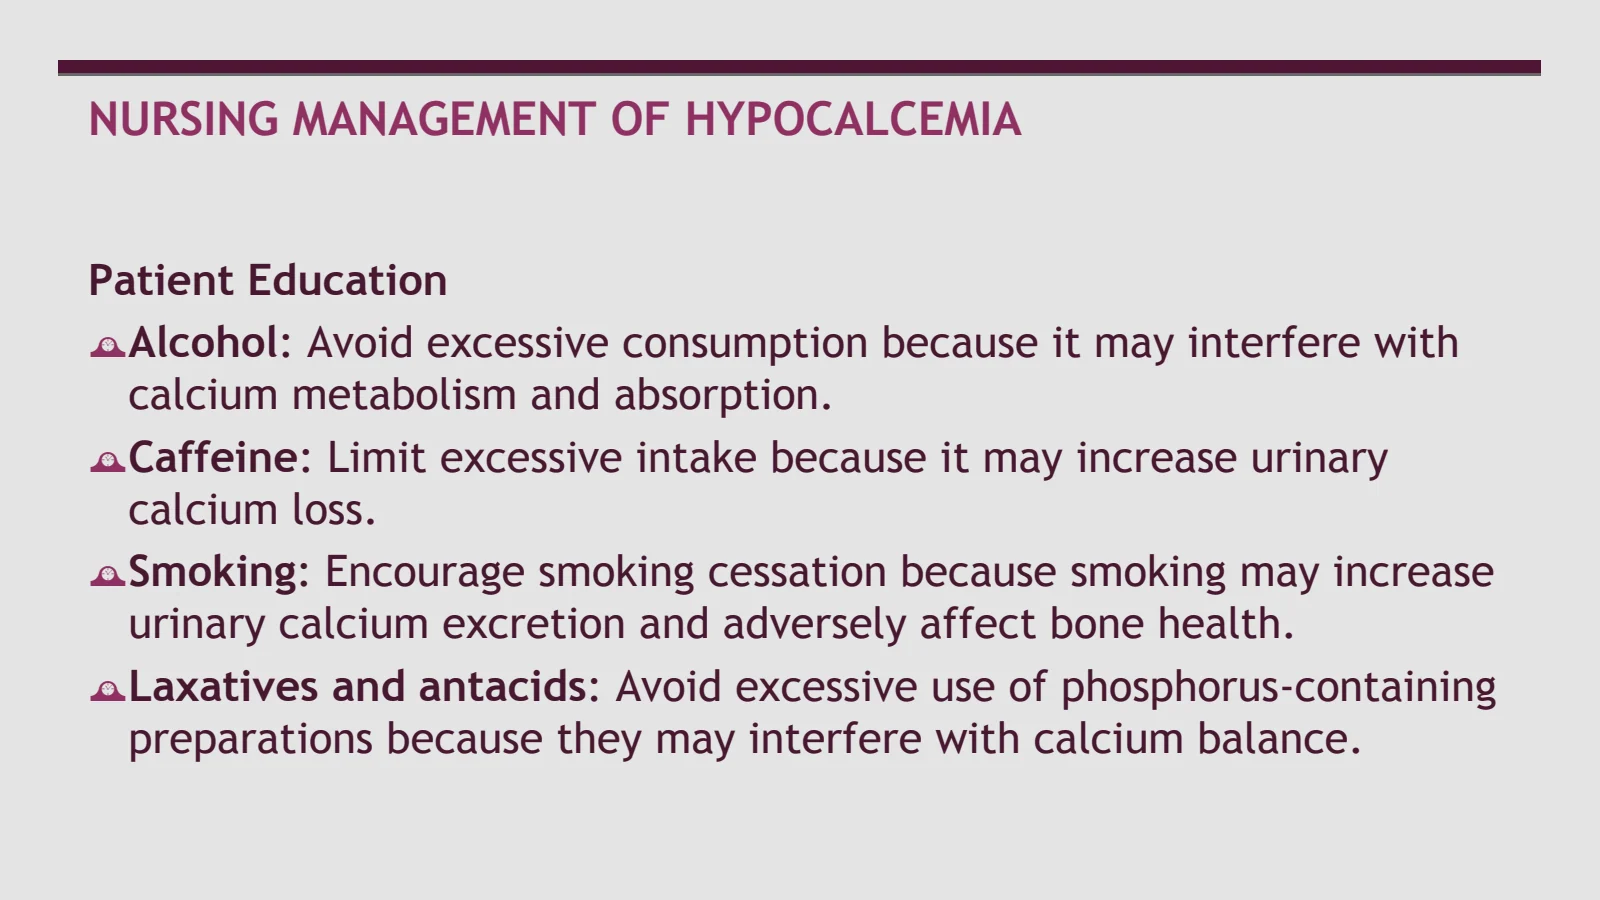 NURSING MANAGEMENT OF HYPOCALCEMIA
Patient Education
Alcohol: Avoid excessive consumption because it may interfere with
calcium metabolism and absorption.
Caffeine: Limit excessive intake because it may increase urinary
calcium loss.
Smoking: Encourage smoking cessation because smoking may increase
urinary calcium excretion and adversely affect bone health.
Laxatives and antacids: Avoid excessive use of phosphorus-containing
preparations because they may interfere with calcium balance.